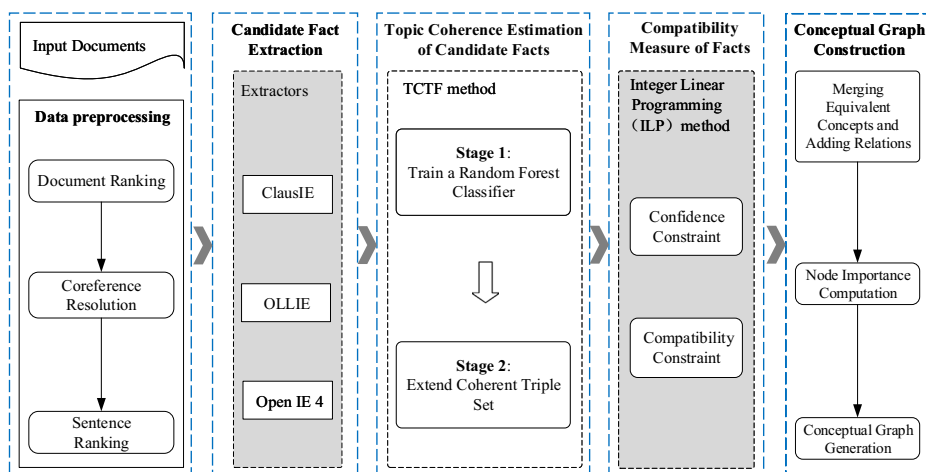 Input Documents
Data preprocessing
Document Ranking
Coreference
Resolution
Sentence
Ranking
Candidate Fact
Extraction
Extractors
ClausIE
OLLIE
Open IE 4
Topic Coherence Estimation
of Candidate Facts
TCTF method
Stage 1:
Train a Random Forest
Classifier
Stage 2:
Extend Coherent Triple
Set
Compatibility
Measure of Facts
Integer Linear
Programming
（ILP）method
Confidence
Constraint
Compatibility
Constraint
Conceptual Graph
Construction
Merging
Equivalent
Concepts and
Adding Relations
Node Importance
Computation
Conceptual Graph
Generation